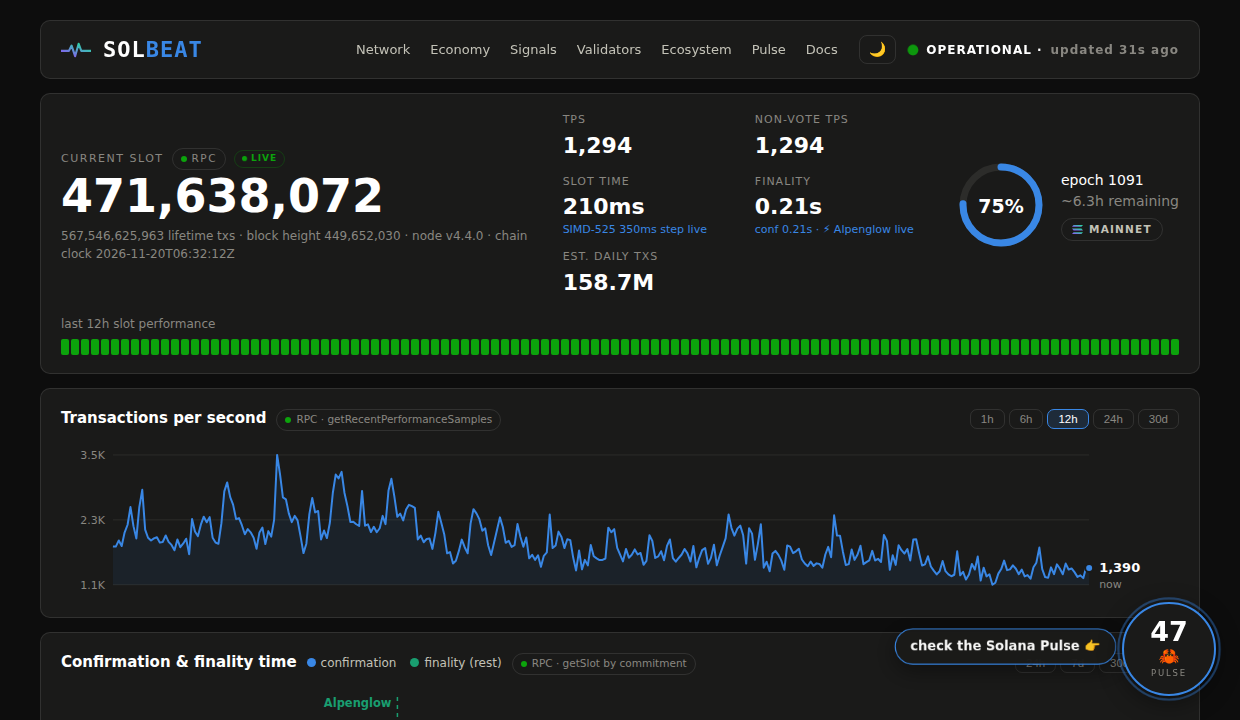 SOLBEAT
Network Economy Signals Validators Ecosystem Pulse Docs 🌙 OPERATIONAL · updated 31s ago
CURRENT SLOT RPC LIVE
471,638,072
567,546,625,963 lifetime txs · block height 449,652,030 · node v4.4.0 · chain
clock 2026-11-20T06:32:12Z
TPS
1,294
NON-VOTE TPS
1,294
SLOT TIME
210ms
SIMD-525 350ms step live
FINALITY
0.21s
conf 0.21s · ⚡ Alpenglow live
EST. DAILY TXS
158.7M
75%
epoch 1091
~6.3h remaining
MAINNET
last 12h slot performance
Transactions per second RPC · getRecentPerformanceSamples
1h 6h 12h 24h 30d
3.5K
2.3K
1.1K
1,390
now
Confirmation & finality time confirmation finality (rest) RPC · getSlot by commitment
Alpenglow
check the Solana Pulse 👉
47
🦀
PULSE